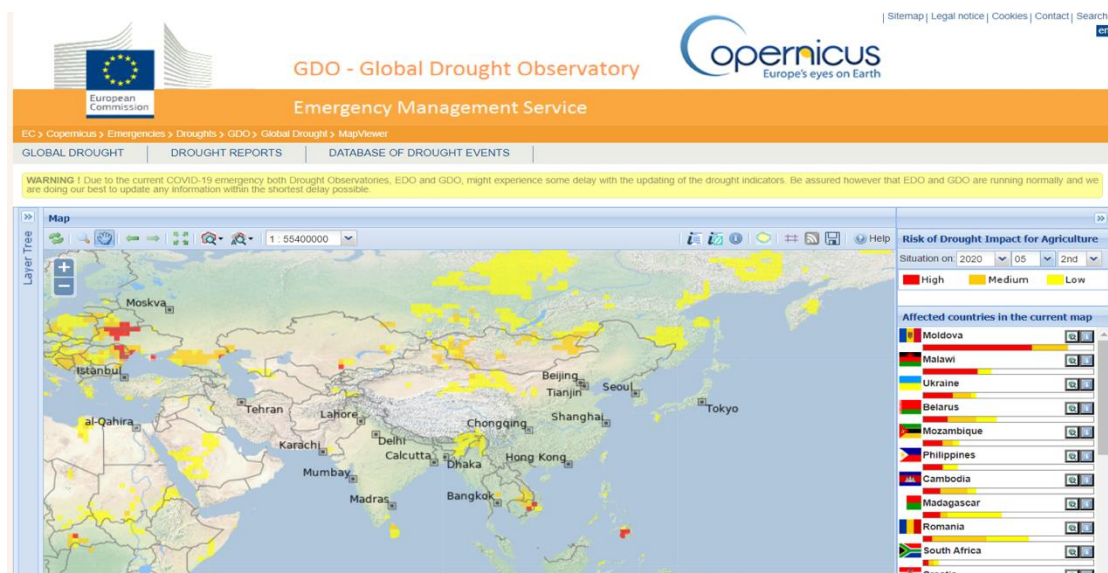 | Sitemap | Legal notice | Cookies | Contact | Search
en
European
Commission
GDO - Global Drought Observatory
opernicus
Europe's eyes on Earth
Emergency Management Service
EC > Copernicus > Emergencies > Droughts > GDO > Global Drought > MapViewer
GLOBAL DROUGHT | DROUGHT REPORTS | DATABASE OF DROUGHT EVENTS
WARNING ! Due to the current COVID-19 emergency both Drought Observatories, EDO and GDO, might experience some delay with the updating of the drought indicators. Be assured however that EDO and GDO are running normally and we
are doing our best to update any information within the shortest delay possible.
Layer Tree
Map
1 : 55400000
Help
Moskva
Istanbul
al-Qahira
Tehran
Lahore
Karachi
Delhi
Mumbay
Calcutta
Dhaka
Madras
Bangkok
Chongqing
Hong Kong
Beijing
Tianjin
Seoul
Shanghai
Tokyo
Risk of Drought Impact for Agriculture
Situation on: 2020 05 2nd
High Medium Low
Affected countries in the current map
Moldova
Malawi
Ukraine
Belarus
Mozambique
Philippines
Cambodia
Madagascar
Romania
South Africa